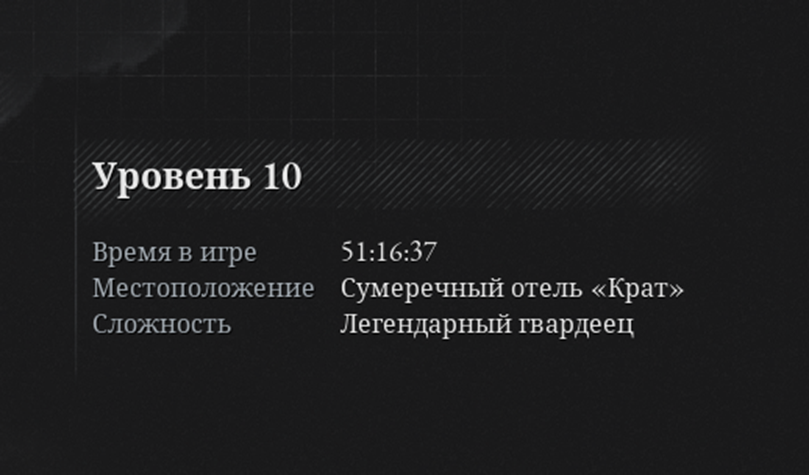 Уровень 10
Время в игре 51:16:37
Местоположение Сумеречный отель «Крат»
Сложность Легендарный гвардеец